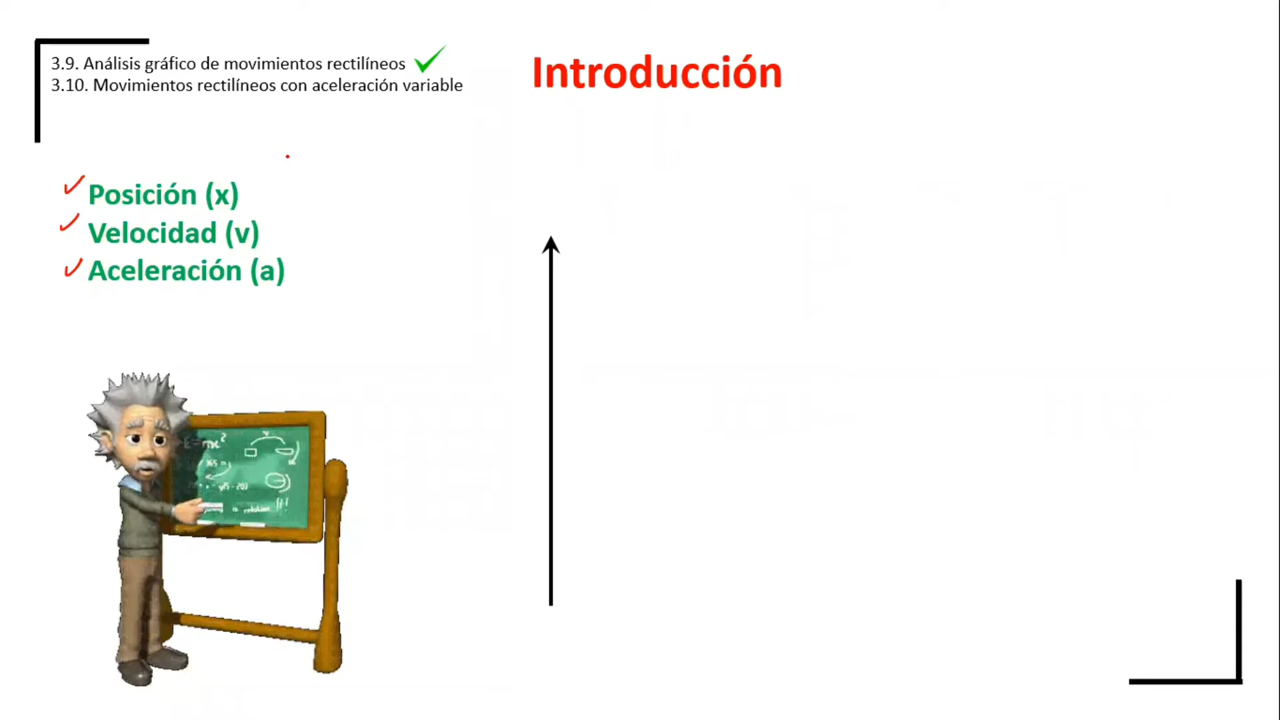 3.9. Análisis gráfico de movimientos rectilíneos
3.10. Movimientos rectilíneos con aceleración variable
Introducción
Posición (x)
Velocidad (v)
Aceleración (a)